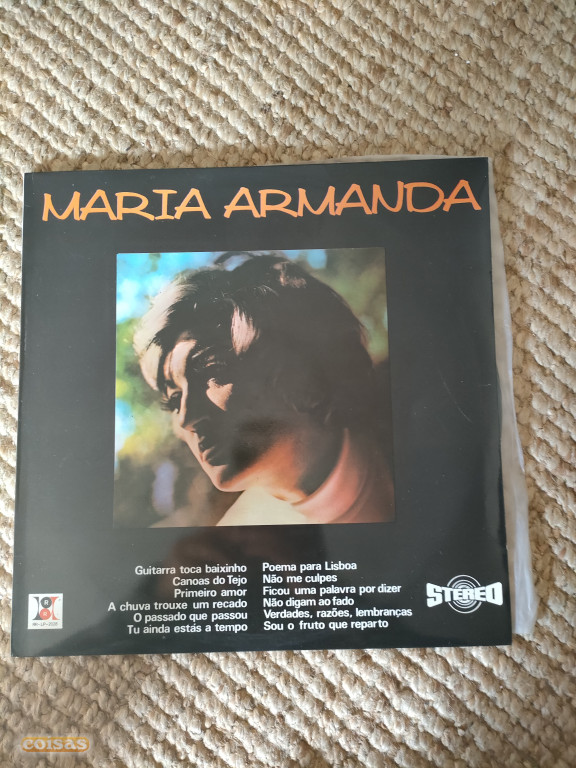 MARIA ARMANDA
Guitarra toca baixinho
Canoas do Tejo
Primeiro amor
A chuva trouxe um recado
O passado que passou
Tu ainda estás a tempo
Poema para Lisboa
Não me culpes
Ficou uma palavra por dizer
Não digam ao fado
Verdades, razões, lembranças
Sou o fruto que reparto
STEREO
coisas